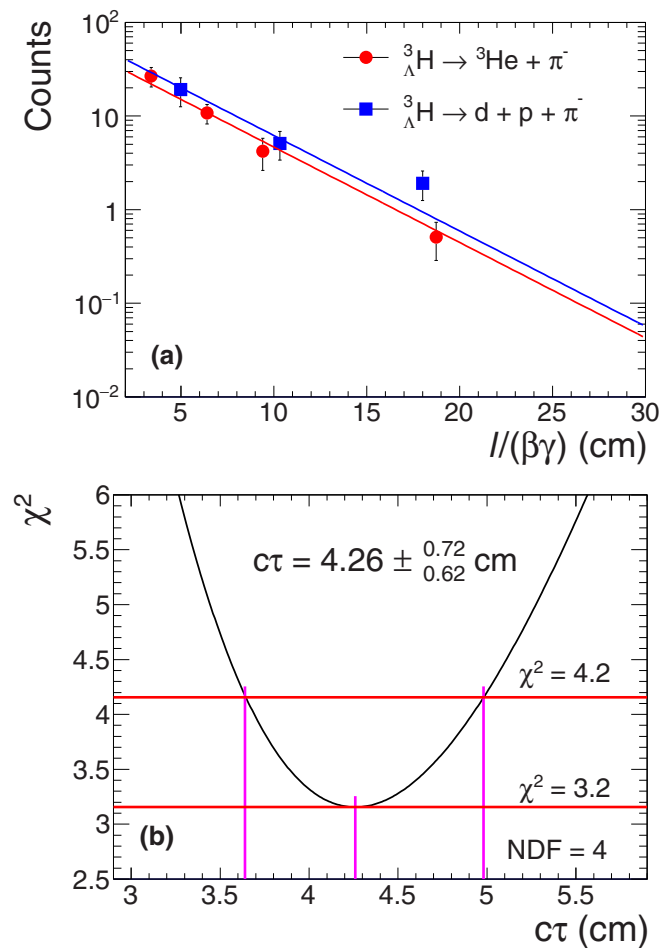 Counts
10²
10
1
10⁻¹
10⁻²
³ΛH → ³He + π⁻
³ΛH → d + p + π⁻
(a)
5 10 15 20 25 30
l/(βγ) (cm)
χ²
6
5.5
5
4.5
4
3.5
3
2.5
cτ = 4.26 ± 0.72 0.62 cm
χ² = 4.2
χ² = 3.2
(b)
NDF = 4
3 3.5 4 4.5 5 5.5
cτ (cm)